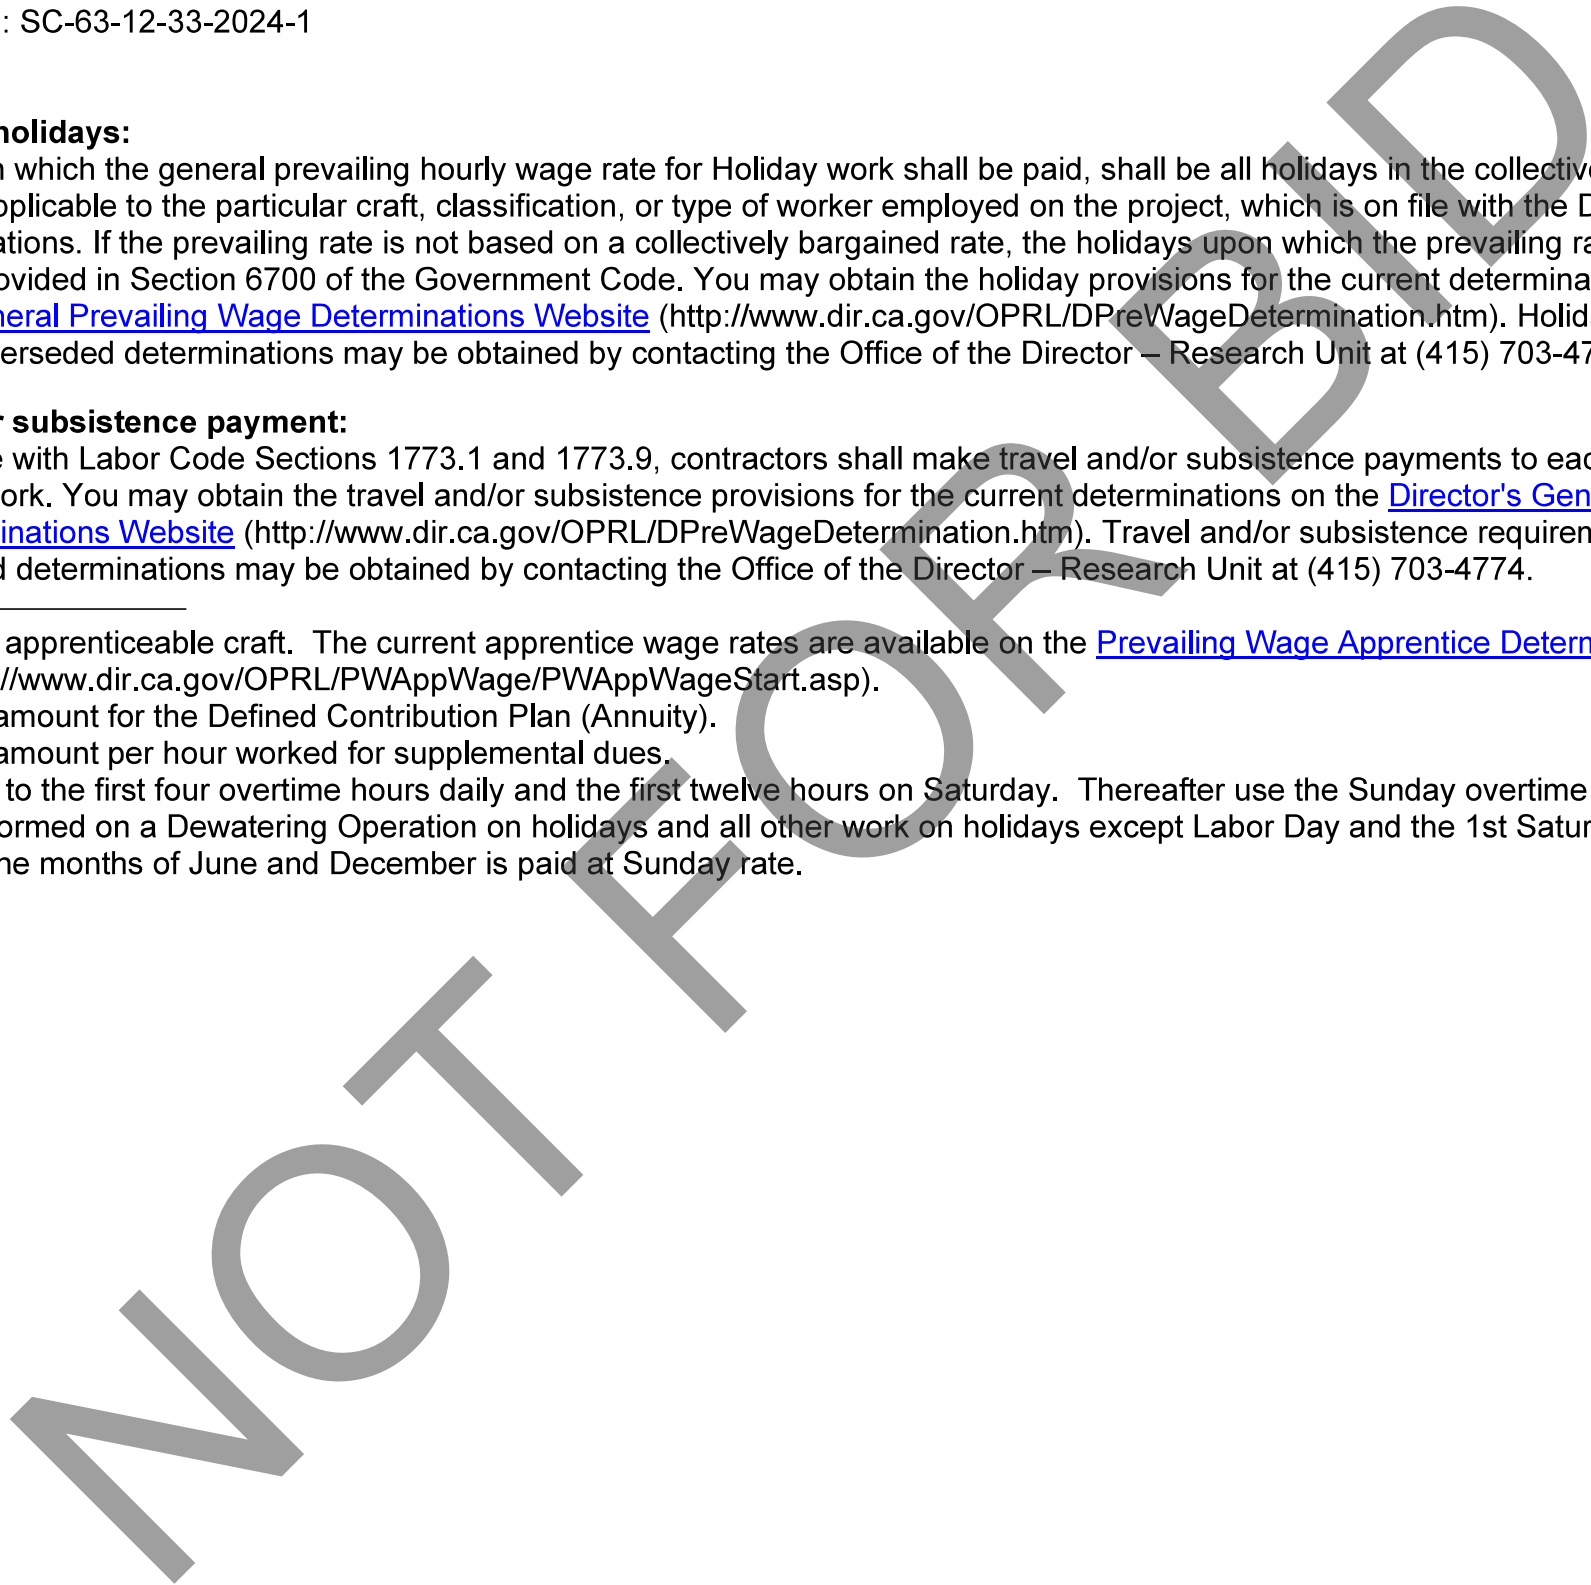 : SC-63-12-33-2024-1
holidays:
which the general prevailing hourly wage rate for Holiday work shall be paid, shall be all holidays in the collective
applicable to the particular craft, classification, or type of worker employed on the project, which is on file with the
ations. If the prevailing rate is not based on a collectively bargained rate, the holidays upon which the prevailing
ovided in Section 6700 of the Government Code. You may obtain the holiday provisions for the current
neral Prevailing Wage Determinations Website (http://www.dir.ca.gov/OPRL/DPreWageDetermination.htm).
erseded determinations may be obtained by contacting the Office of the Director – Research Unit at (415) 703-47
r subsistence payment:
with Labor Code Sections 1773.1 and 1773.9, contractors shall make travel and/or subsistence payments to
ork. You may obtain the travel and/or subsistence provisions for the current determinations on the Director's Gen
inations Website (http://www.dir.ca.gov/OPRL/DPreWageDetermination.htm). Travel and/or subsistence
d determinations may be obtained by contacting the Office of the Director – Research Unit at (415) 703-4774.
apprenticeable craft. The current apprentice wage rates are available on the Prevailing Wage Apprentice
//www.dir.ca.gov/OPRL/PWAppWage/PWAppWageStart.asp).
amount for the Defined Contribution Plan (Annuity).
amount per hour worked for supplemental dues.
to the first four overtime hours daily and the first twelve hours on Saturday. Thereafter use the Sunday overtime
ormed on a Dewatering Operation on holidays and all other work on holidays except Labor Day and the 1st
he months of June and December is paid at Sunday rate.
NOT FOR BID